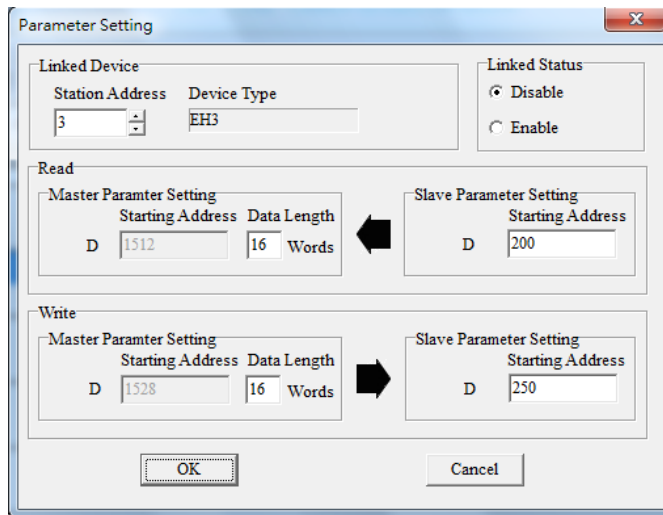 Parameter Setting
Linked Device
Station Address Device Type
3 EH3
Linked Status
Disable
Enable
Read
Master Paramter Setting
Starting Address Data Length
D 1512 16 Words
Slave Parameter Setting
Starting Address
D 200
Write
Master Paramter Setting
Starting Address Data Length
D 1528 16 Words
Slave Parameter Setting
Starting Address
D 250
OK Cancel